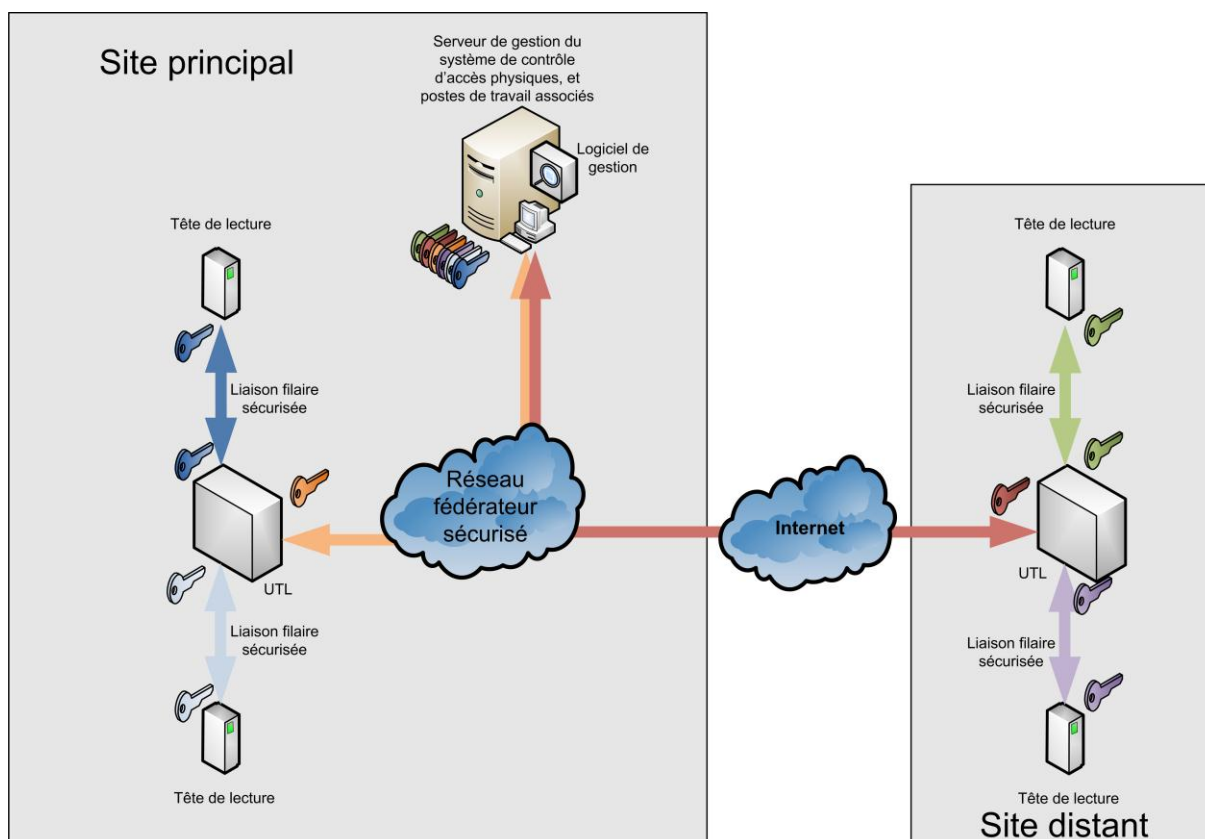 Site principal
Serveur de gestion du
système de contrôle
d'accès physiques, et
postes de travail associés
Logiciel de
gestion
Tête de lecture
Liaison filaire
sécurisée
UTL
Liaison filaire
sécurisée
Tête de lecture
Réseau
fédérateur
sécurisé
Internet
Tête de lecture
Liaison filaire
sécurisée
UTL
Liaison filaire
sécurisée
Tête de lecture
Site distant